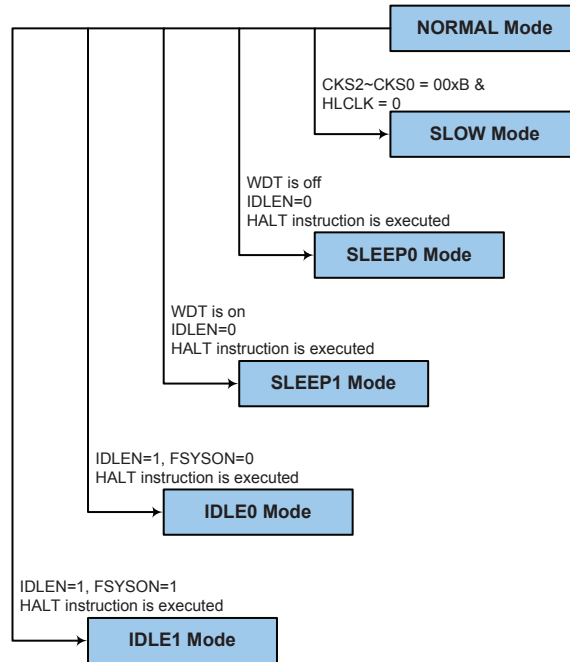 NORMAL Mode
CKS2~CKS0 = 00xB &
HLCLK = 0
SLOW Mode
WDT is off
IDLEN=0
HALT instruction is executed
SLEEP0 Mode
WDT is on
IDLEN=0
HALT instruction is executed
SLEEP1 Mode
IDLEN=1, FSYSON=0
HALT instruction is executed
IDLE0 Mode
IDLEN=1, FSYSON=1
HALT instruction is executed
IDLE1 Mode